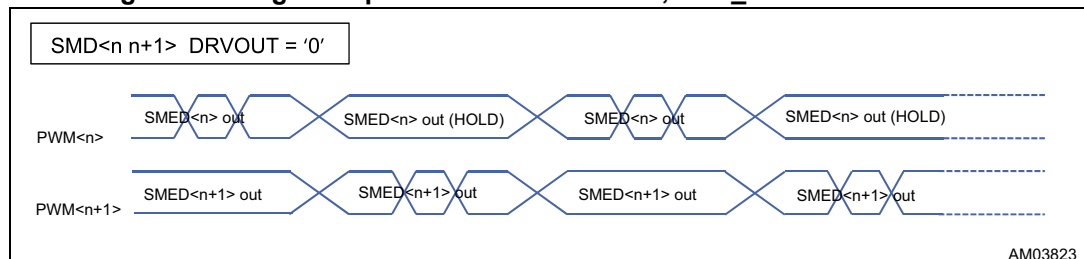 SMD<n n+1> DRVOUT = ‘0’
PWM<n> SMED<n> out SMED<n> out (HOLD) SMED<n> out SMED<n> out (HOLD)
PWM<n+1> SMED<n+1> out SMED<n+1> out SMED<n+1> out SMED<n+1> out
AM03823